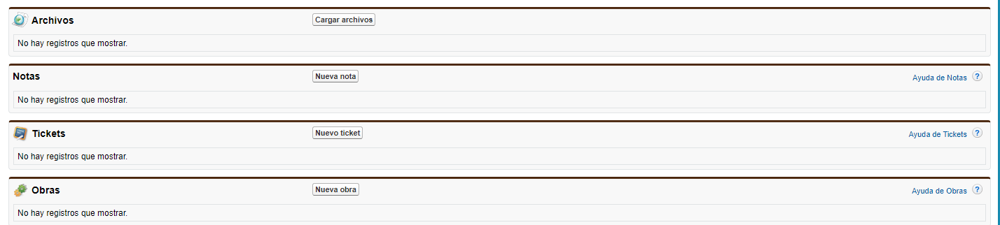 Archivos Cargar archivos
No hay registros que mostrar.
Notas Nueva nota Ayuda de Notas ?
No hay registros que mostrar.
Tickets Nuevo ticket Ayuda de Tickets ?
No hay registros que mostrar.
Obras Nueva obra Ayuda de Obras ?
No hay registros que mostrar.